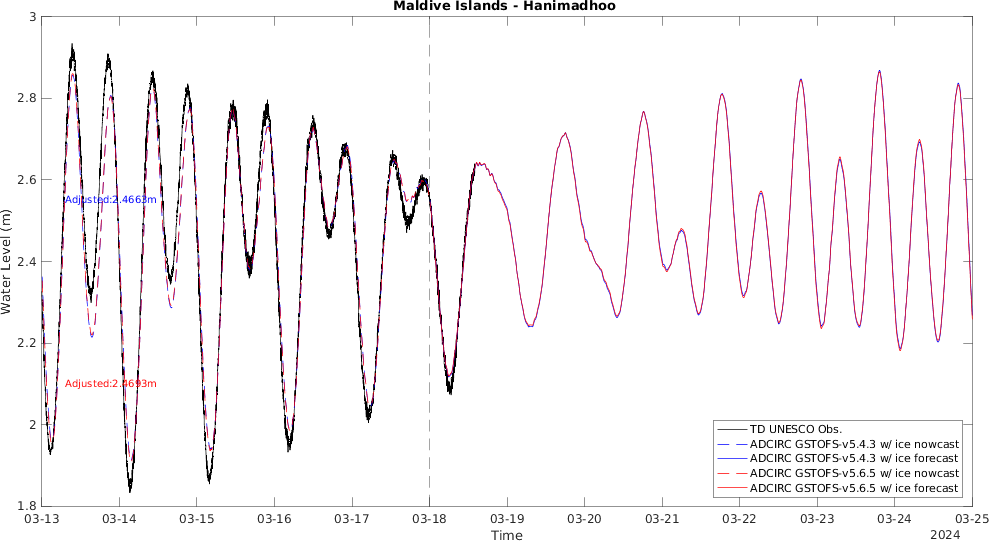 Maldive Islands - Hanimadhoo
3
2.8
2.6
2.4
2.2
2
1.8
Water Level (m)
Adjusted:2.4663m
Adjusted:2.4693m
TD UNESCO Obs.
ADCIRC GSTOFS-v5.4.3 w/ ice nowcast
ADCIRC GSTOFS-v5.4.3 w/ ice forecast
ADCIRC GSTOFS-v5.6.5 w/ ice nowcast
ADCIRC GSTOFS-v5.6.5 w/ ice forecast
03-13 03-14 03-15 03-16 03-17 03-18 03-19 03-20 03-21 03-22 03-23 03-24 03-25
Time
2024